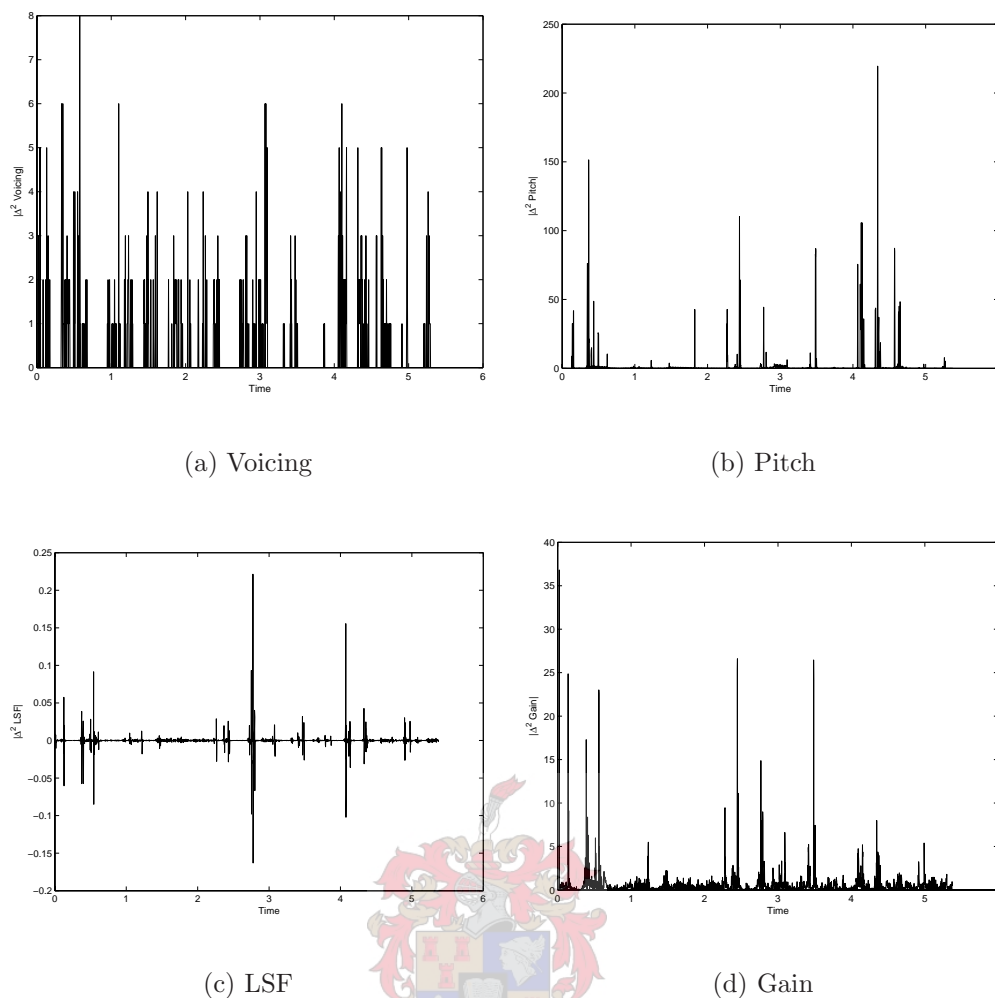 8
7
6
5
4
3
2
1
0
|Δ² Voicing|
0 1 2 3 4 5 6
Time
(a) Voicing
250
200
150
100
50
0
|Δ² Pitch|
0 1 2 3 4 5
Time
(b) Pitch
0.25
0.2
0.15
0.1
0.05
0
−0.05
−0.1
−0.15
−0.2
|Δ² LSF|
0 1 2 3 4 5 6
Time
(c) LSF
40
35
30
25
20
15
10
5
0
|Δ² Gain|
0 1 2 3 4 5
Time
(d) Gain